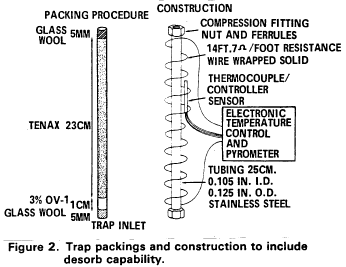 PACKING PROCEDURE
GLASS 5MM
WOOL
TENAX 23CM
3% OV-1 1CM
GLASS WOOL 5MM
TRAP INLET
CONSTRUCTION
COMPRESSION FITTING
NUT AND FERRULES
14FT.7Ω/FOOT RESISTANCE
WIRE WRAPPED SOLID
THERMOCOUPLE/
CONTROLLER
SENSOR
ELECTRONIC
TEMPERATURE
CONTROL
AND
PYROMETER
TUBING 25CM.
0.105 IN. I.D.
0.125 IN. O.D.
STAINLESS STEEL
Figure 2. Trap packings and construction to include
desorb capability.